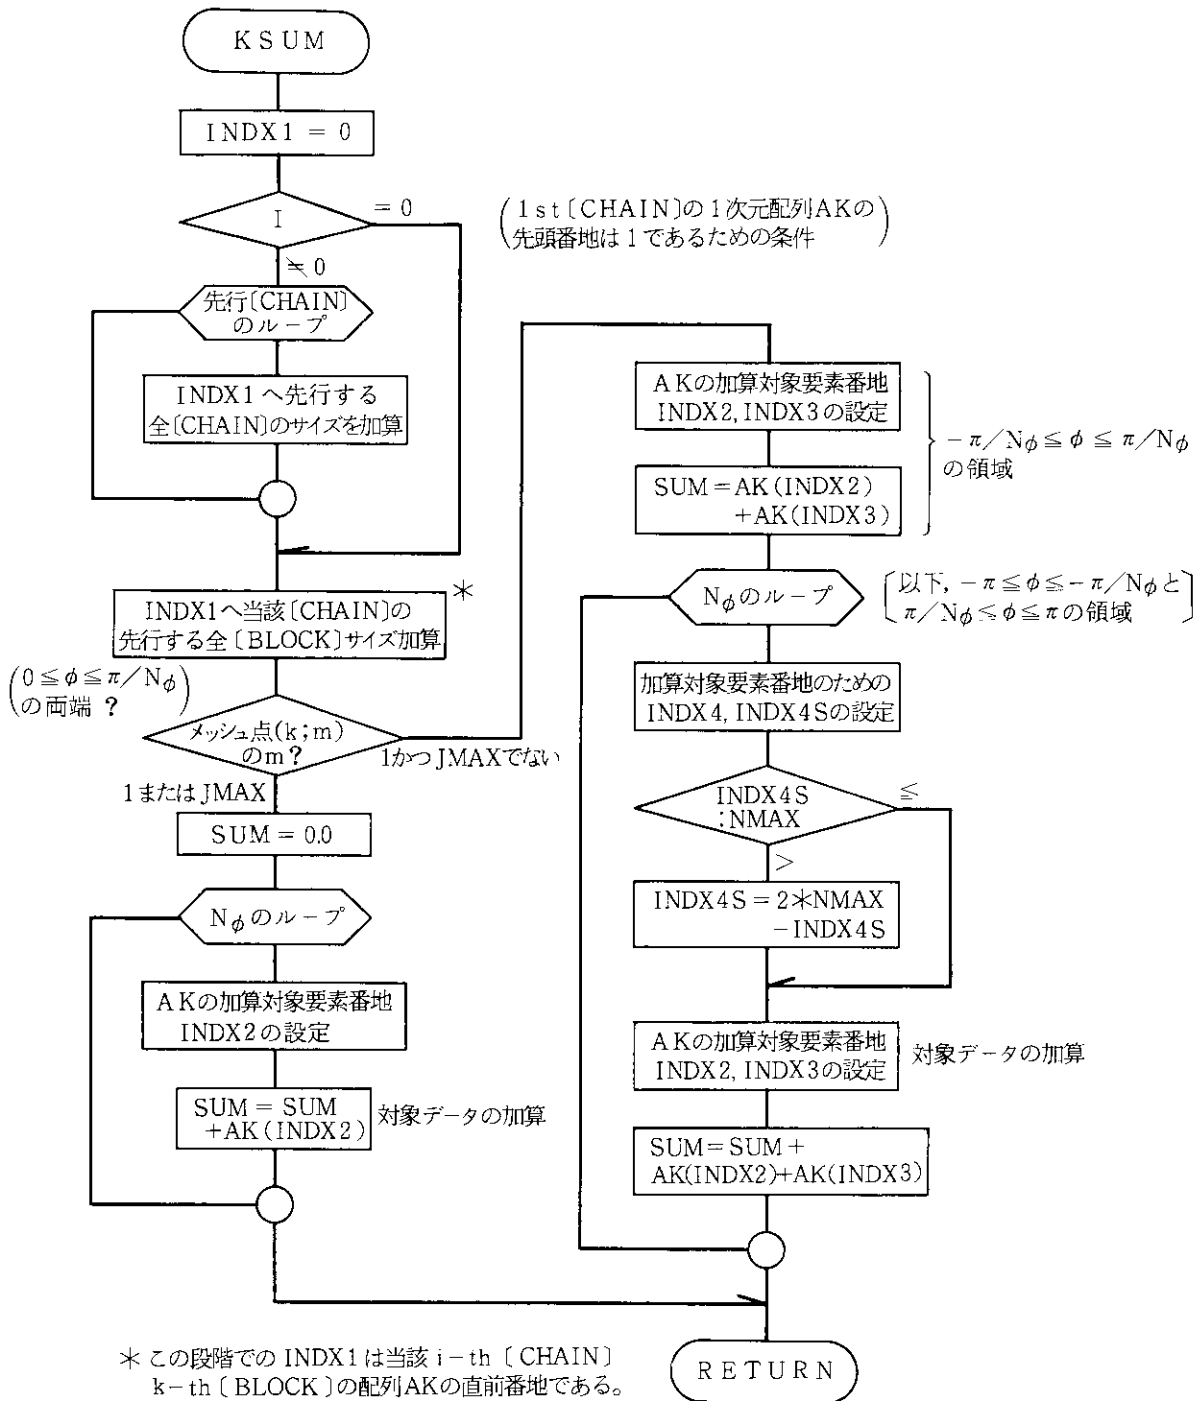 KSUM
INDX1 = 0
I
= 0
≒ 0
(1st〔CHAIN〕の1次元配列AKの
先頭番地は1であるための条件)
先行〔CHAIN〕
のループ
INDX1へ先行する
全〔CHAIN〕のサイズを加算
INDX1へ当該〔CHAIN〕の
先行する全〔BLOCK〕サイズ加算
*
(0≦φ≦π/Nφ
の両端 ?)
メッシュ点(k;m)
のm?
1かつJMAXでない
1またはJMAX
SUM = 0.0
Nφのループ
AKの加算対象要素番地
INDX2の設定
SUM = SUM
+AK(INDX2)
対象データの加算
AKの加算対象要素番地
INDX2, INDX3の設定
SUM=AK(INDX2)
+AK(INDX3)
-π/Nφ≦φ≦π/Nφ
の領域
Nφのループ
〔以下, -π≦φ≦-π/Nφと
π/Nφ≦φ≦πの領域〕
加算対象要素番地のための
INDX4, INDX4Sの設定
INDX4S
:NMAX
≦
>
INDX4S=2*NMAX
-INDX4S
AKの加算対象要素番地
INDX2, INDX3の設定
対象データの加算
SUM=SUM+
AK(INDX2)+AK(INDX3)
RETURN
* この段階でのINDX1は当該i-th〔CHAIN〕
k-th〔BLOCK〕の配列AKの直前番地である。